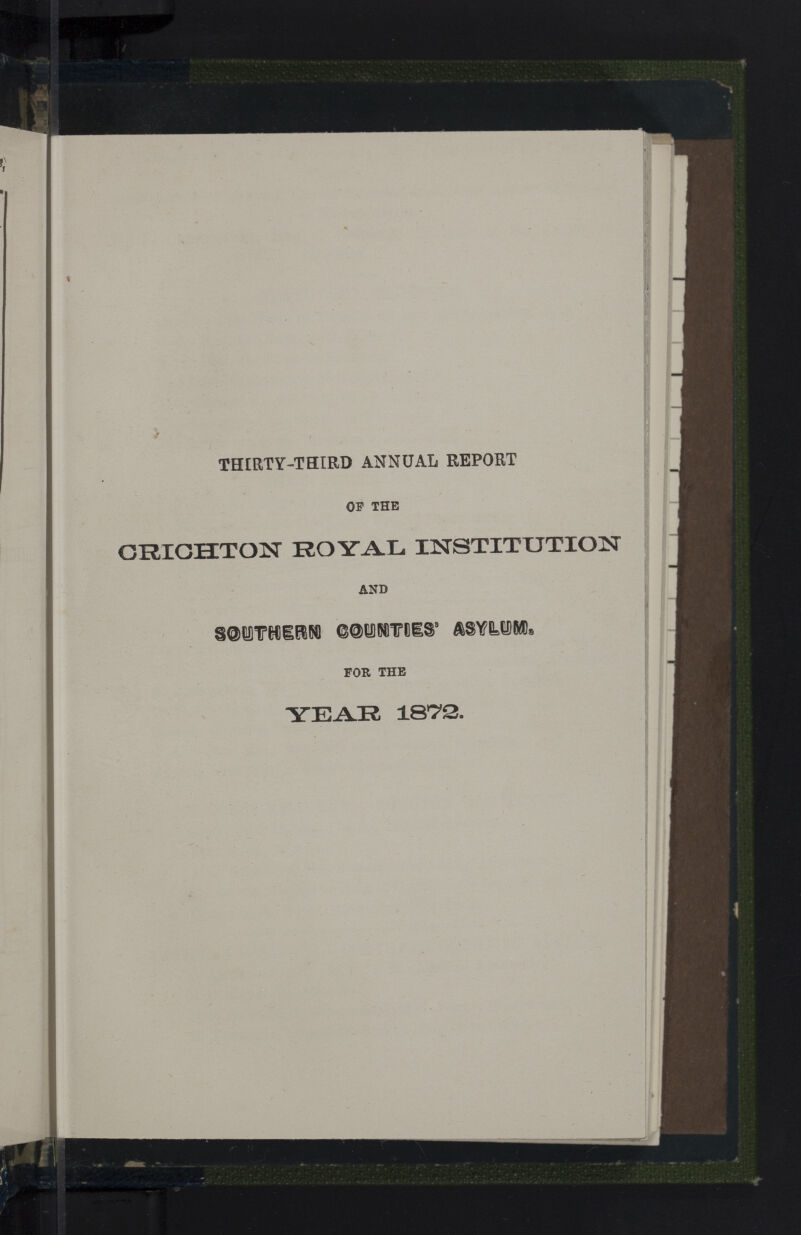 THIRTY-THIRD ANNUAL REPORT
OF THE
CRICHTON ROYAL INSTITUTION
AND
SOUTHERN COUNTIES' ASYLUM,
FOR THE
YEAR 1872.